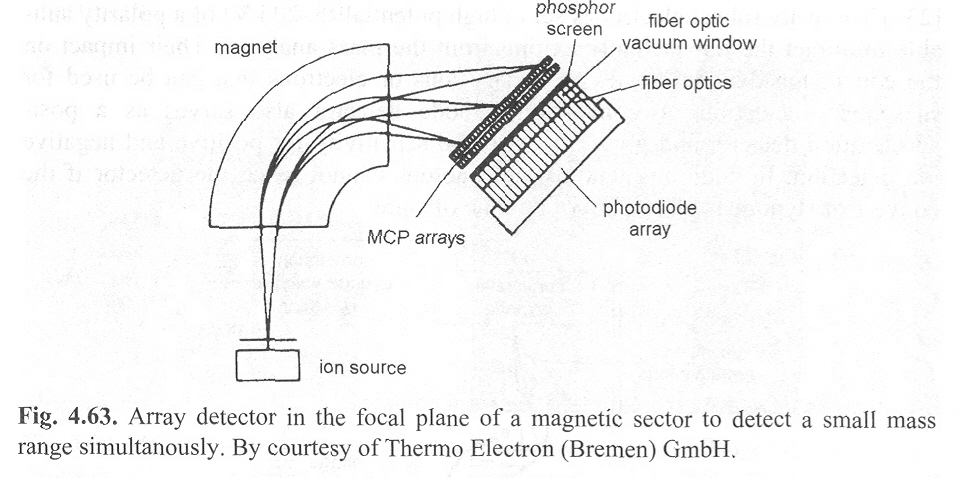 phosphor
screen
fiber optic
vacuum window
magnet
fiber optics
photodiode
array
MCP arrays
ion source
Fig. 4.63. Array detector in the focal plane of a magnetic sector to detect a small mass
range simultanously. By courtesy of Thermo Electron (Bremen) GmbH.